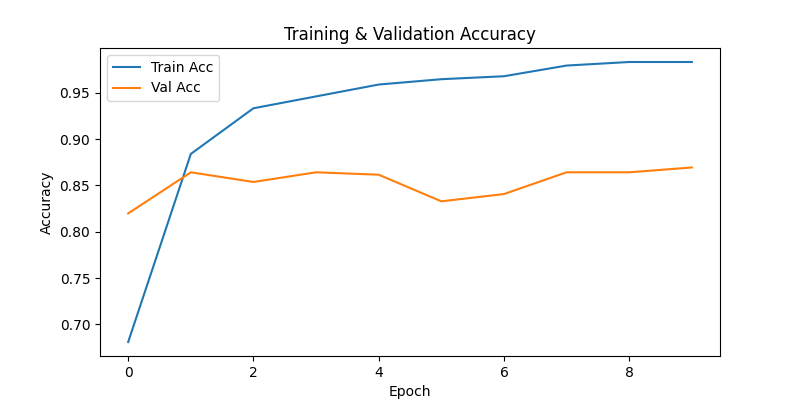 Training & Validation Accuracy
Train Acc
Val Acc
0.95
0.90
0.85
0.80
0.75
0.70
Accuracy
0 2 4 6 8
Epoch